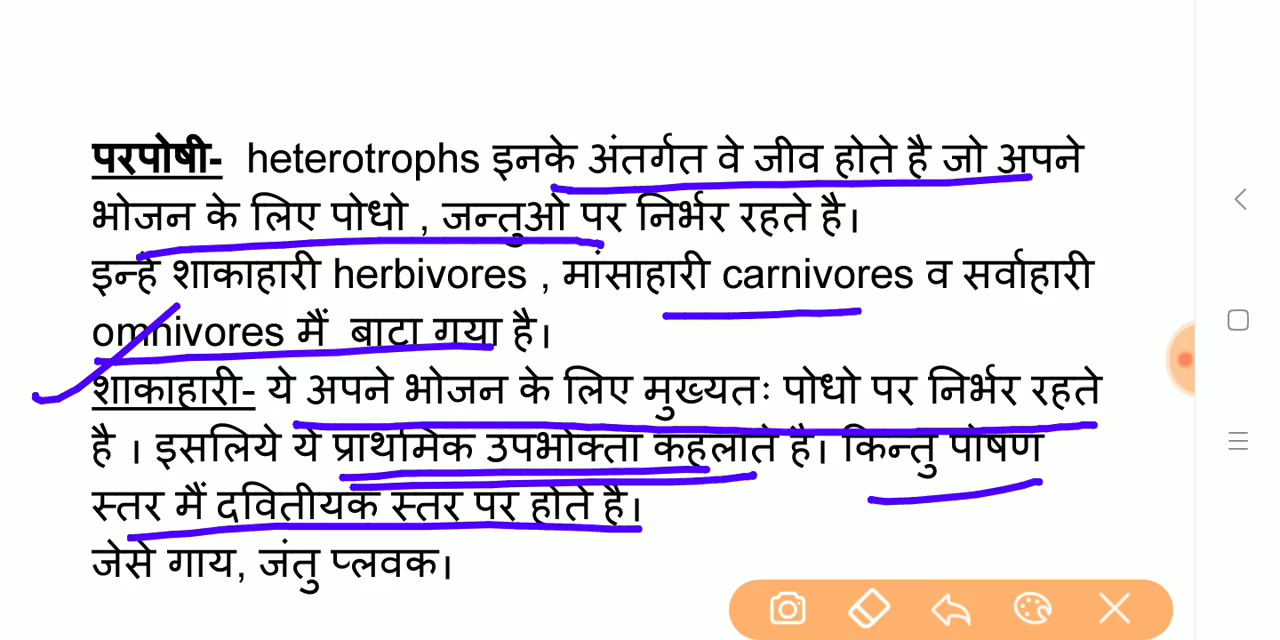 परपोषी- heterotrophs इनके अंतर्गत वे जीव होते है जो अपने
भोजन के लिए पोधो , जन्तुओ पर निर्भर रहते है।
इन्हे शाकाहारी herbivores , मांसाहारी carnivores व सर्वाहारी
omnivores मैं बाटा गया है।
शाकाहारी- ये अपने भोजन के लिए मुख्यतः पोधो पर निर्भर रहते
है । इसलिये ये प्राथमिक उपभोक्ता कहलाते है। किन्तु पोषण
स्तर मैं दवितीयक स्तर पर होते है।
जेसे गाय, जंतु प्लवक।